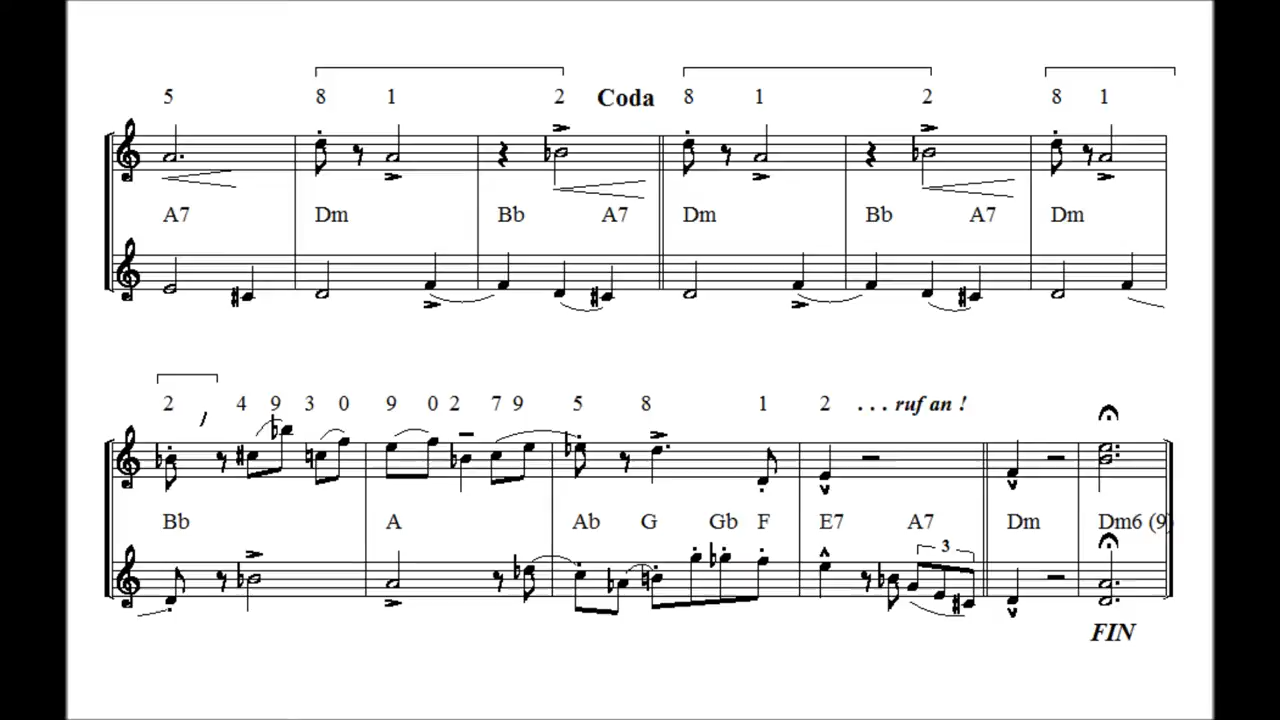 5 8 1 2 Coda 8 1 2 8 1
A7 Dm Bb A7 Dm Bb A7 Dm
2 4 9 3 0 9 0 2 7 9 5 8 1 2 ...ruf an !
Bb A Ab G Gb F E7 A7 Dm Dm6 (9)
3
FIN